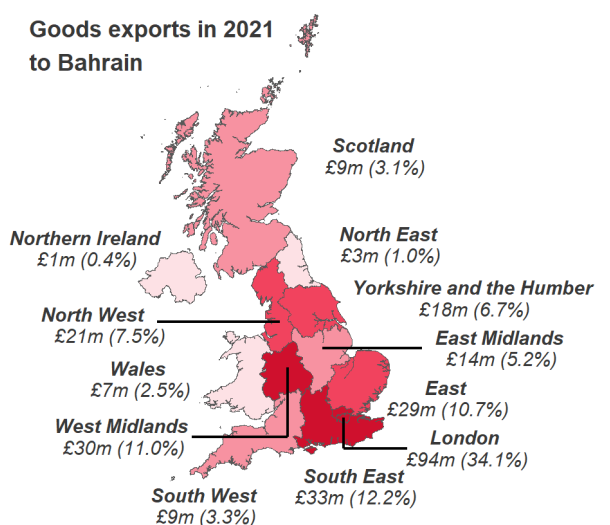 Goods exports in 2021
to Bahrain
Scotland
£9m (3.1%)
Northern Ireland
£1m (0.4%)
North East
£3m (1.0%)
Yorkshire and the Humber
£18m (6.7%)
North West
£21m (7.5%)
East Midlands
£14m (5.2%)
Wales
£7m (2.5%)
East
£29m (10.7%)
West Midlands
£30m (11.0%)
London
£94m (34.1%)
South East
£33m (12.2%)
South West
£9m (3.3%)